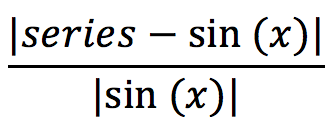 |series − sin (x)|
|sin (x)|